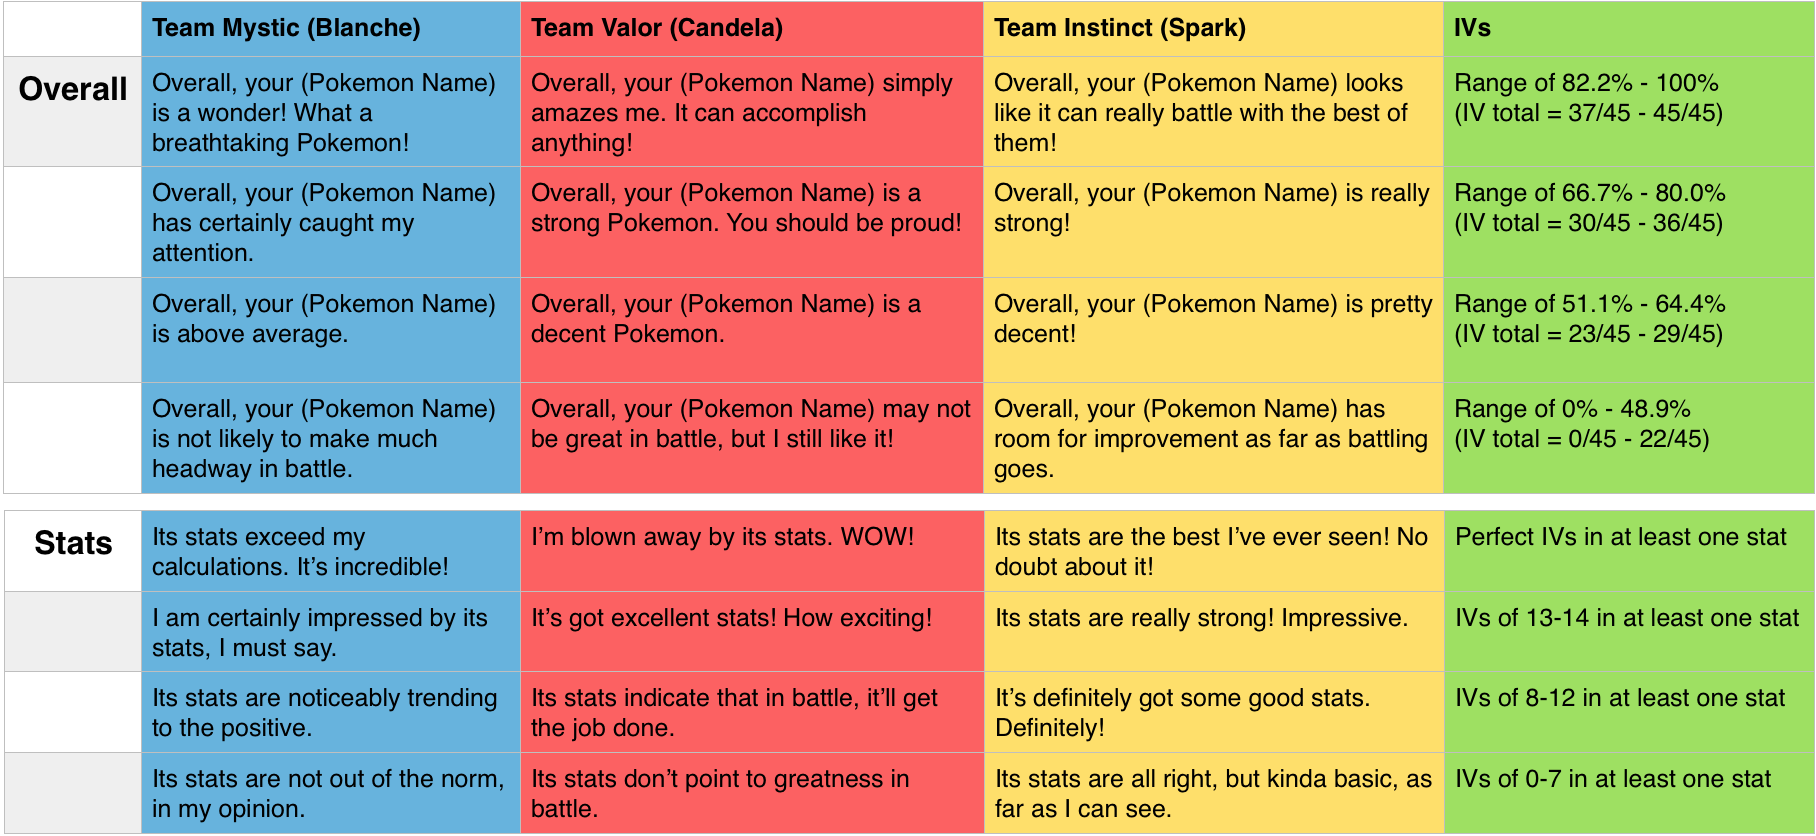 Team Mystic (Blanche)
Team Valor (Candela)
Team Instinct (Spark)
IVs
Overall
Overall, your (Pokemon Name)
is a wonder! What a
breathtaking Pokemon!
Overall, your (Pokemon Name) simply
amazes me. It can accomplish
anything!
Overall, your (Pokemon Name) looks
like it can really battle with the best of
them!
Range of 82.2% - 100%
(IV total = 37/45 - 45/45)
Overall, your (Pokemon Name)
has certainly caught my
attention.
Overall, your (Pokemon Name) is a
strong Pokemon. You should be proud!
Overall, your (Pokemon Name) is really
strong!
Range of 66.7% - 80.0%
(IV total = 30/45 - 36/45)
Overall, your (Pokemon Name)
is above average.
Overall, your (Pokemon Name) is a
decent Pokemon.
Overall, your (Pokemon Name) is pretty
decent!
Range of 51.1% - 64.4%
(IV total = 23/45 - 29/45)
Overall, your (Pokemon Name)
is not likely to make much
headway in battle.
Overall, your (Pokemon Name) may not
be great in battle, but I still like it!
Overall, your (Pokemon Name) has
room for improvement as far as battling
goes.
Range of 0% - 48.9%
(IV total = 0/45 - 22/45)
Stats
Its stats exceed my
calculations. It’s incredible!
I’m blown away by its stats. WOW!
Its stats are the best I’ve ever seen! No
doubt about it!
Perfect IVs in at least one stat
I am certainly impressed by its
stats, I must say.
It’s got excellent stats! How exciting!
Its stats are really strong! Impressive.
IVs of 13-14 in at least one stat
Its stats are noticeably trending
to the positive.
Its stats indicate that in battle, it’ll get
the job done.
It’s definitely got some good stats.
Definitely!
IVs of 8-12 in at least one stat
Its stats are not out of the norm,
in my opinion.
Its stats don’t point to greatness in
battle.
Its stats are all right, but kinda basic, as
far as I can see.
IVs of 0-7 in at least one stat